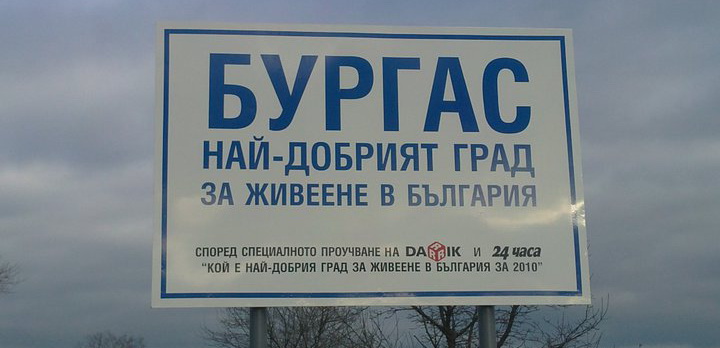 БУРГАС
НАЙ-ДОБРИЯТ ГРАД
ЗА ЖИВЕЕНЕ В БЪЛГАРИЯ
СПОРЕД СПЕЦИАЛНОТО ПРОУЧВАНЕ НА DARIK И 24 часа
"КОЙ Е НАЙ-ДОБРИЯ ГРАД ЗА ЖИВЕЕНЕ В БЪЛГАРИЯ ЗА 2010"